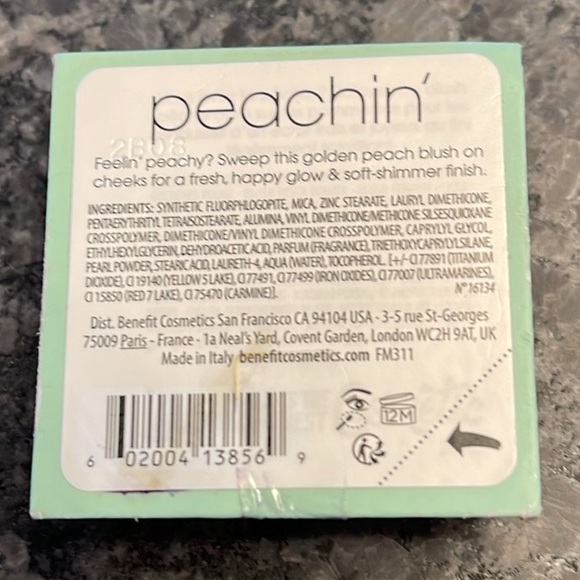 peachin'
2B08
Feelin' peachy? Sweep this golden peach blush on
cheeks for a fresh, happy glow & soft-shimmer finish.
INGREDIENTS: SYNTHETIC FLUORPHLOGOPITE, MICA, ZINC STEARATE, LAURYL DIMETHICONE,
PENTAERYTHRITYL TETRAISOSTEARATE, ALUMINA, VINYL DIMETHICONE/METHICONE SILSESQUIOXANE
CROSSPOLYMER, DIMETHICONE/VINYL DIMETHICONE CROSSPOLYMER, CAPRYLYL GLYCOL,
ETHYLHEXYLGLYCERIN, DEHYDROACETIC ACID, PARFUM (FRAGRANCE), TRIETHOXYCAPRYLYLSILANE,
PEARL POWDER, STEARIC ACID, LAURETH-4, AQUA (WATER), TOCOPHEROL. [+/- CI 77891 (TITANIUM
DIOXIDE), CI 19140 (YELLOW 5 LAKE), CI 77491, CI 77499 (IRON OXIDES), CI 77007 (ULTRAMARINES),
CI 15850 (RED 7 LAKE), CI 75470 (CARMINE)]. N° 16134
Dist. Benefit Cosmetics San Francisco CA 94104 USA - 3-5 rue St-Georges
75009 Paris - France - 1a Neal's Yard, Covent Garden, London WC2H 9AT, UK
Made in Italy benefitcosmetics.com FM311
12M
6 02004 13856 9